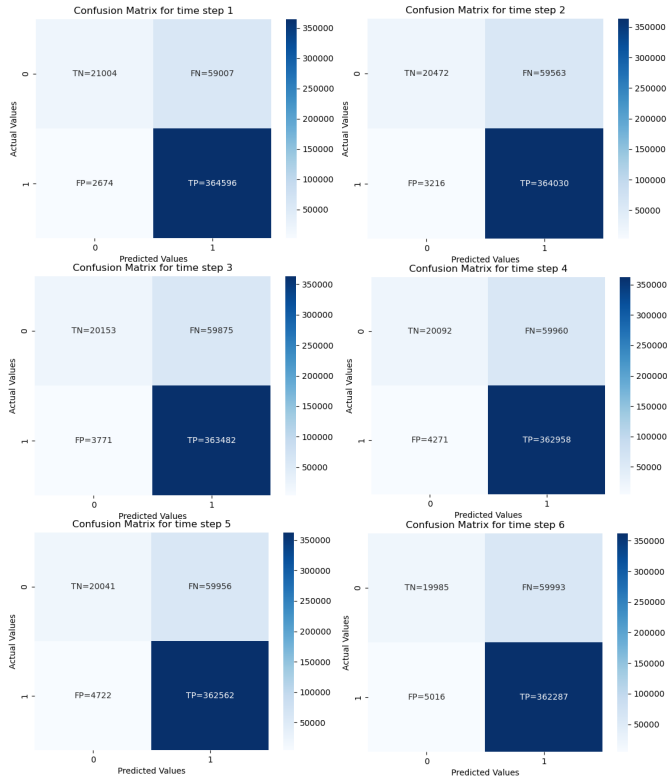 Confusion Matrix for time step 1
350000
300000
250000
200000
150000
100000
50000
Actual Values
0
1
TN=21004
FN=59007
FP=2674
TP=364596
0
1
Predicted Values
Confusion Matrix for time step 2
350000
300000
250000
200000
150000
100000
50000
Actual Values
0
1
TN=20472
FN=59563
FP=3216
TP=364030
0
1
Predicted Values
Confusion Matrix for time step 3
350000
300000
250000
200000
150000
100000
50000
Actual Values
0
1
TN=20153
FN=59875
FP=3771
TP=363482
0
1
Predicted Values
Confusion Matrix for time step 4
350000
300000
250000
200000
150000
100000
50000
Actual Values
0
1
TN=20092
FN=59960
FP=4271
TP=362958
0
1
Predicted Values
Confusion Matrix for time step 5
350000
300000
250000
200000
150000
100000
50000
Actual Values
0
1
TN=20041
FN=59956
FP=4722
TP=362562
0
1
Predicted Values
Confusion Matrix for time step 6
350000
300000
250000
200000
150000
100000
50000
Actual Values
0
1
TN=19985
FN=59993
FP=5016
TP=362287
0
1
Predicted Values